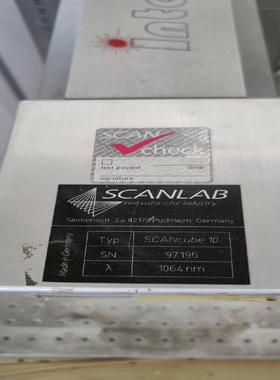 inte
SCAN
check
test passed date
signature
SCANLAB
innovators for industry
Siemensstr. 2a 82178 Puchheim, Germany
Typ SCANcube 10
SN 97195
λ 1064 nm
Made in Germany